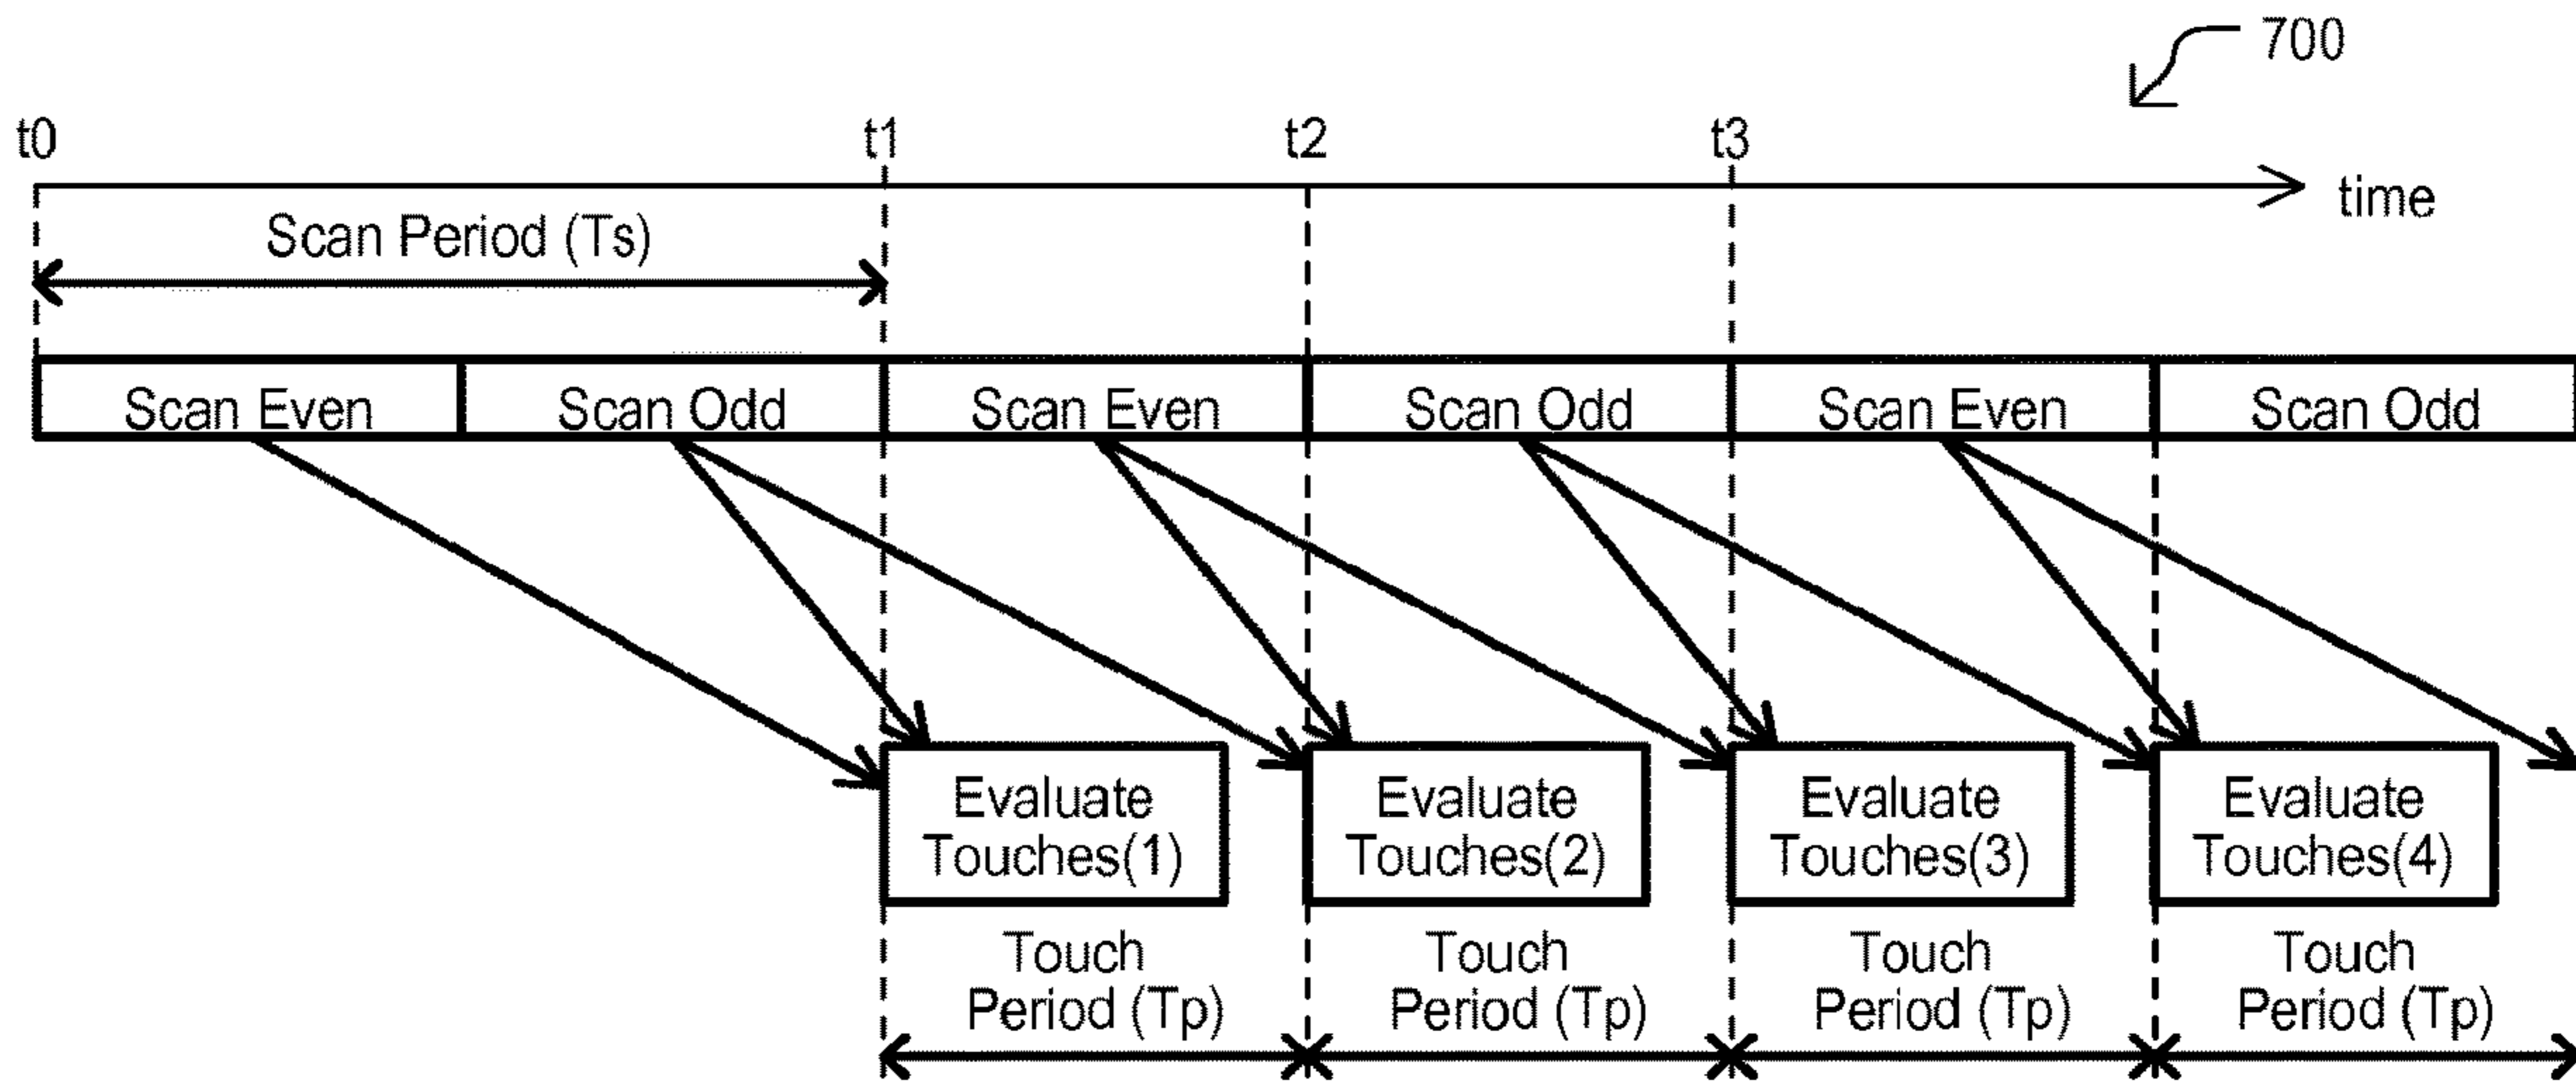 700
t0
t1
t2
t3
time
Scan Period (Ts)
Scan Even
Scan Odd
Scan Even
Scan Odd
Scan Even
Scan Odd
Evaluate
Touches(1)
Evaluate
Touches(2)
Evaluate
Touches(3)
Evaluate
Touches(4)
Touch
Period (Tp)
Touch
Period (Tp)
Touch
Period (Tp)
Touch
Period (Tp)